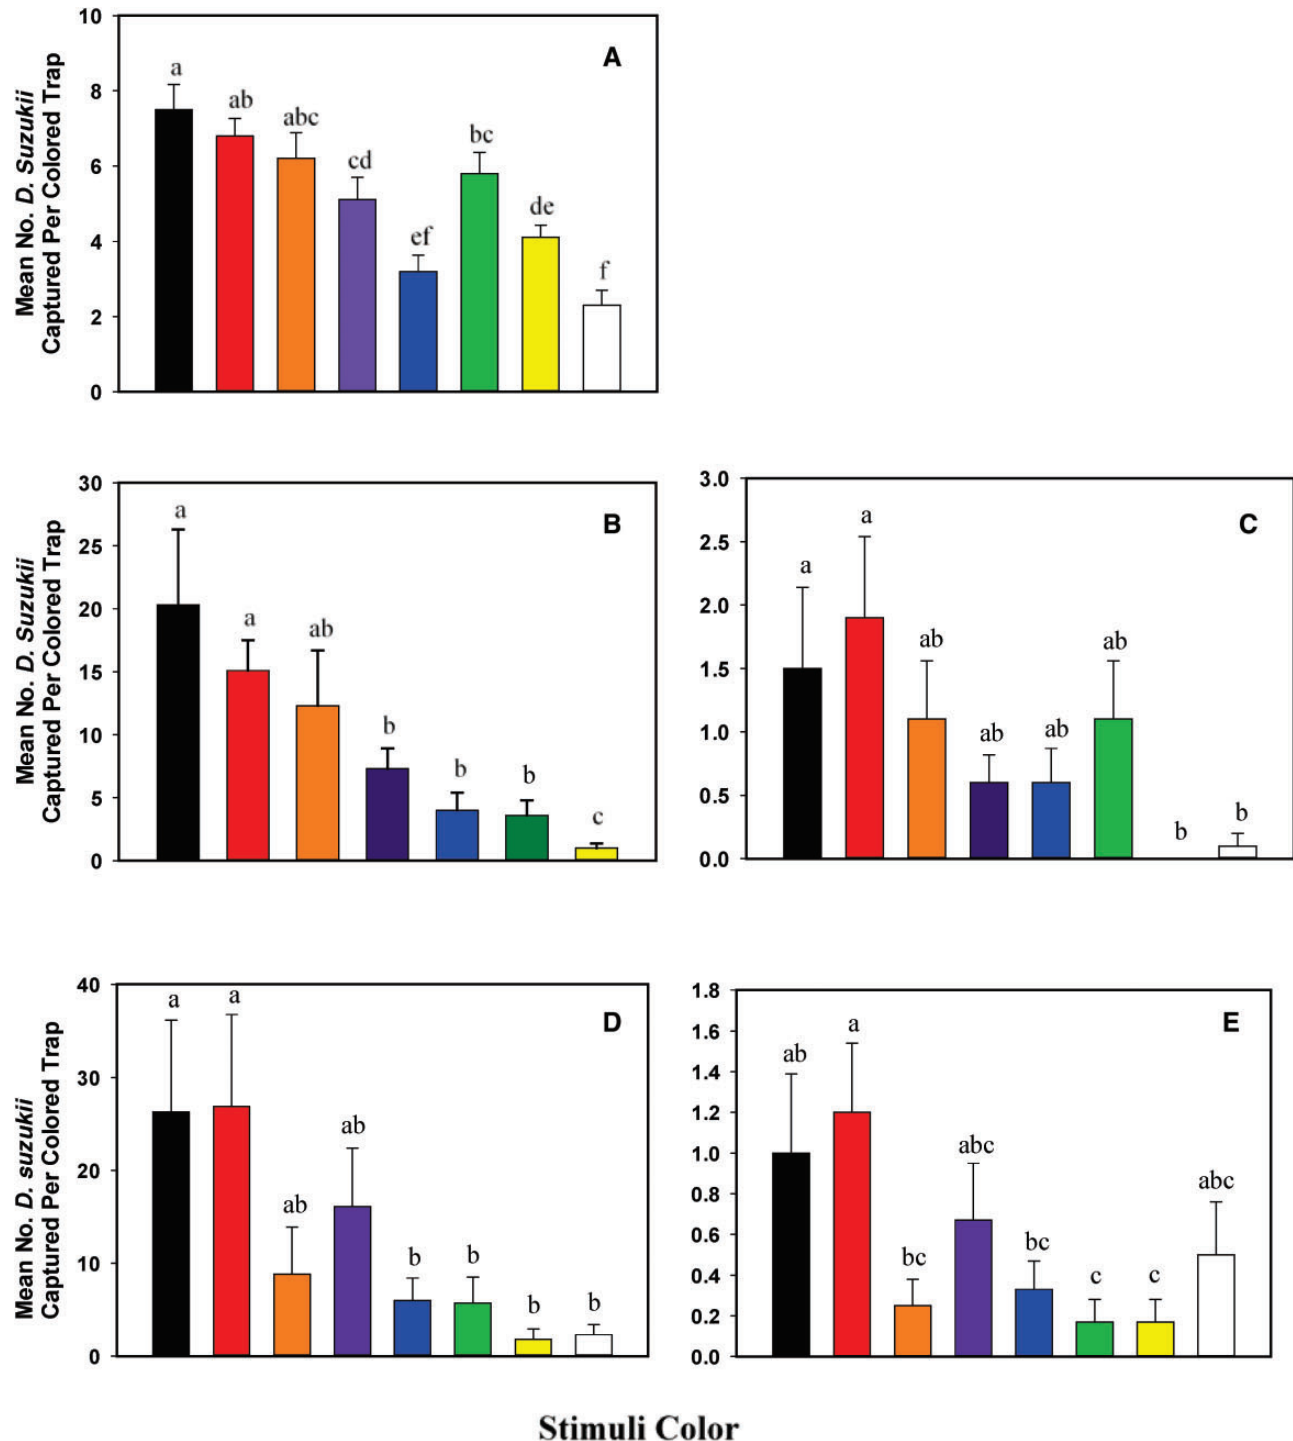 10
8
6
4
2
0
Mean No. D. Suzukii
Captured Per Colored Trap
A
a
ab
abc
cd
ef
bc
de
f
30
25
20
15
10
5
0
Mean No. D. Suzukii
Captured Per Colored Trap
B
a
a
ab
b
b
b
c
3.0
2.5
2.0
1.5
1.0
0.5
0.0
C
a
a
ab
ab
ab
ab
b
b
40
30
20
10
0
Mean No. D. suzukii
Captured Per Colored Trap
D
a
a
ab
ab
b
b
b
b
1.8
1.6
1.4
1.2
1.0
0.8
0.6
0.4
0.2
0.0
E
ab
a
bc
abc
bc
c
c
abc
Stimuli Color